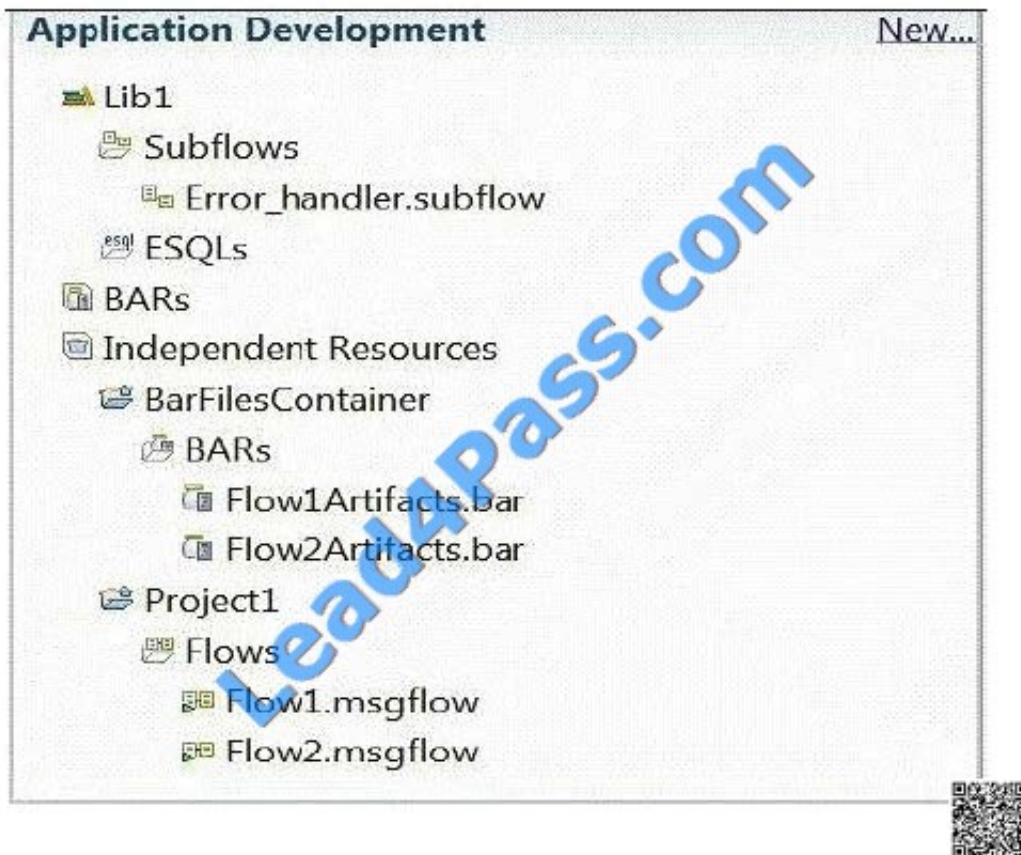 Application Development New...
Lib1
Subflows
Error_handler.subflow
esql ESQLs
BARs
Independent Resources
BarFilesContainer
BARs
Flow1Artifacts.bar
Flow2Artifacts.bar
Project1
Flows
Flow1.msgflow
Flow2.msgflow
Lead4Pass.com